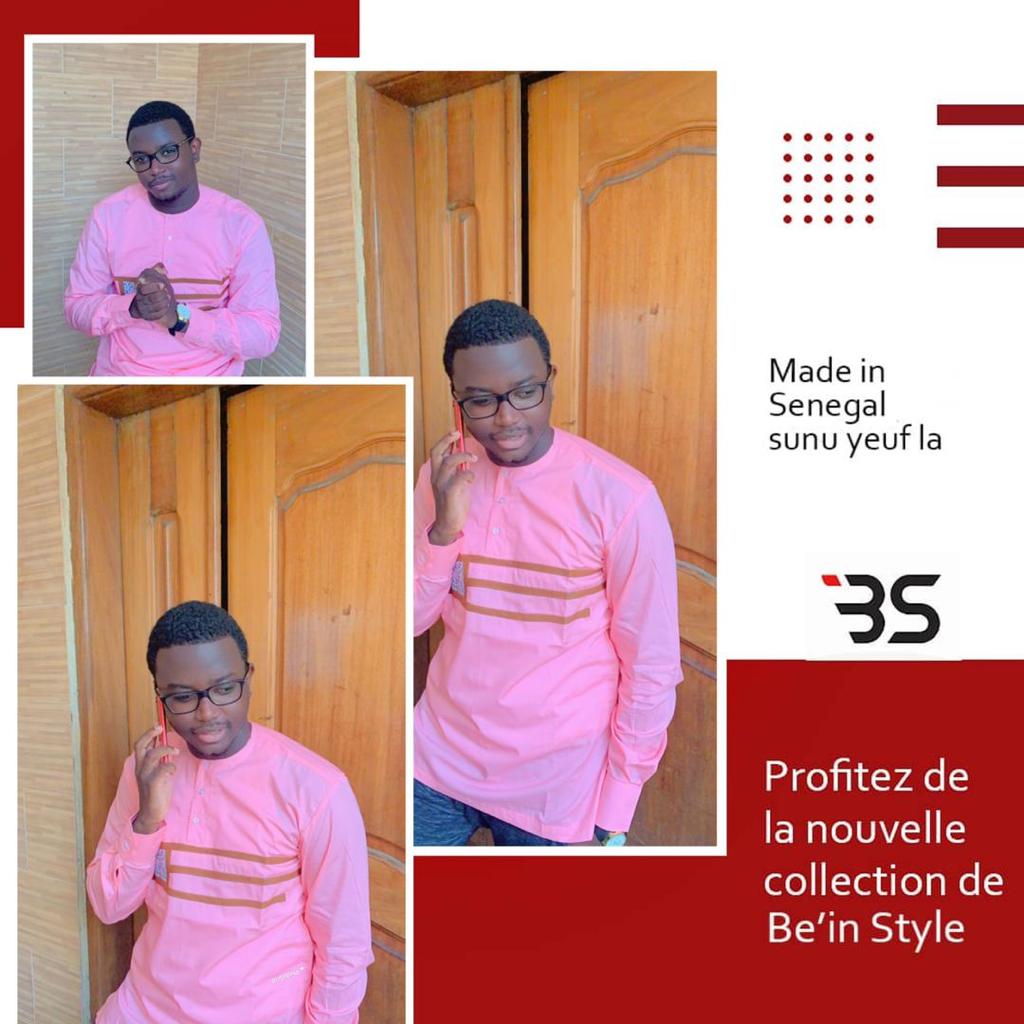 Made in
Senegal
sunu yeuf la
BS
Profitez de
la nouvelle
collection de
Be’in Style